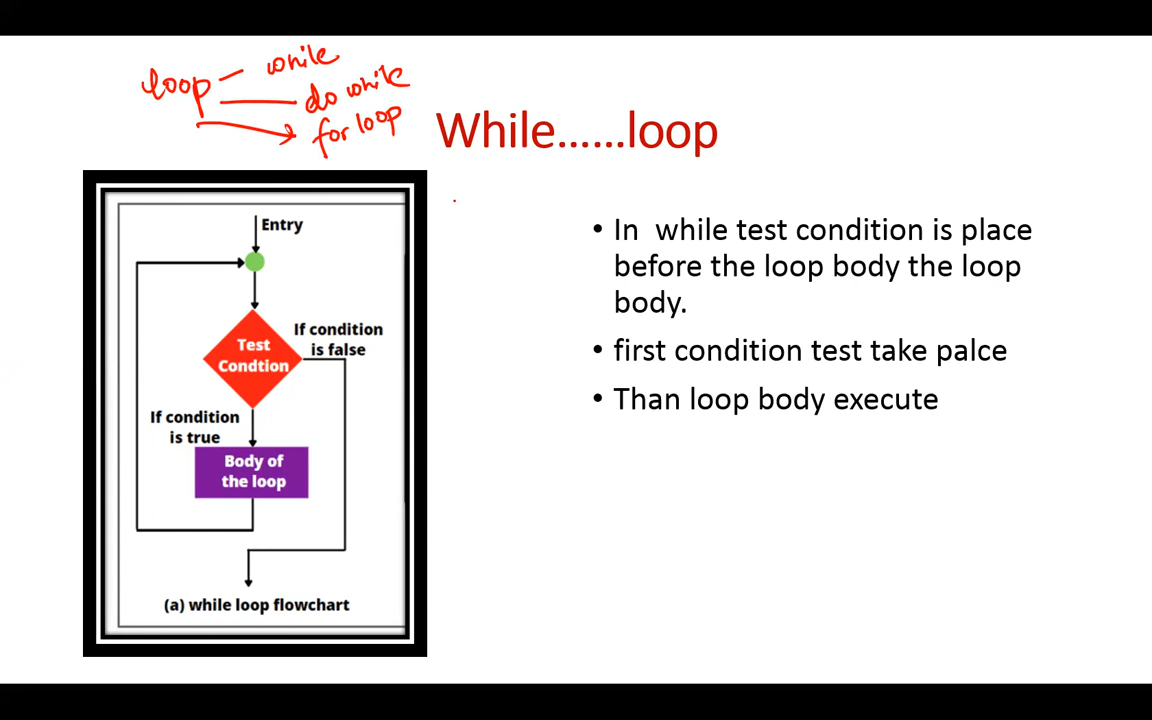 loop – while
do while
for loop
While......loop
Entry
If condition
is false
Test
Condtion
If condition
is true
Body of
the loop
(a) while loop flowchart
• In  while test condition is place
before the loop body the loop
body.
• first condition test take palce
• Than loop body execute